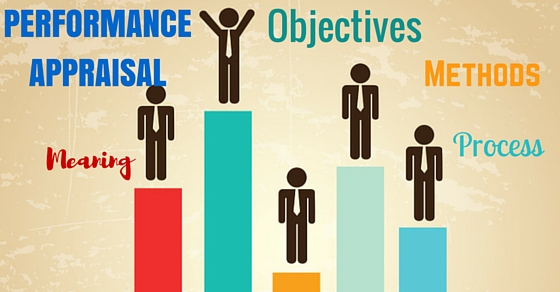 PERFORMANCE
APPRAISAL
Objectives
METHODS
Meaning
Process